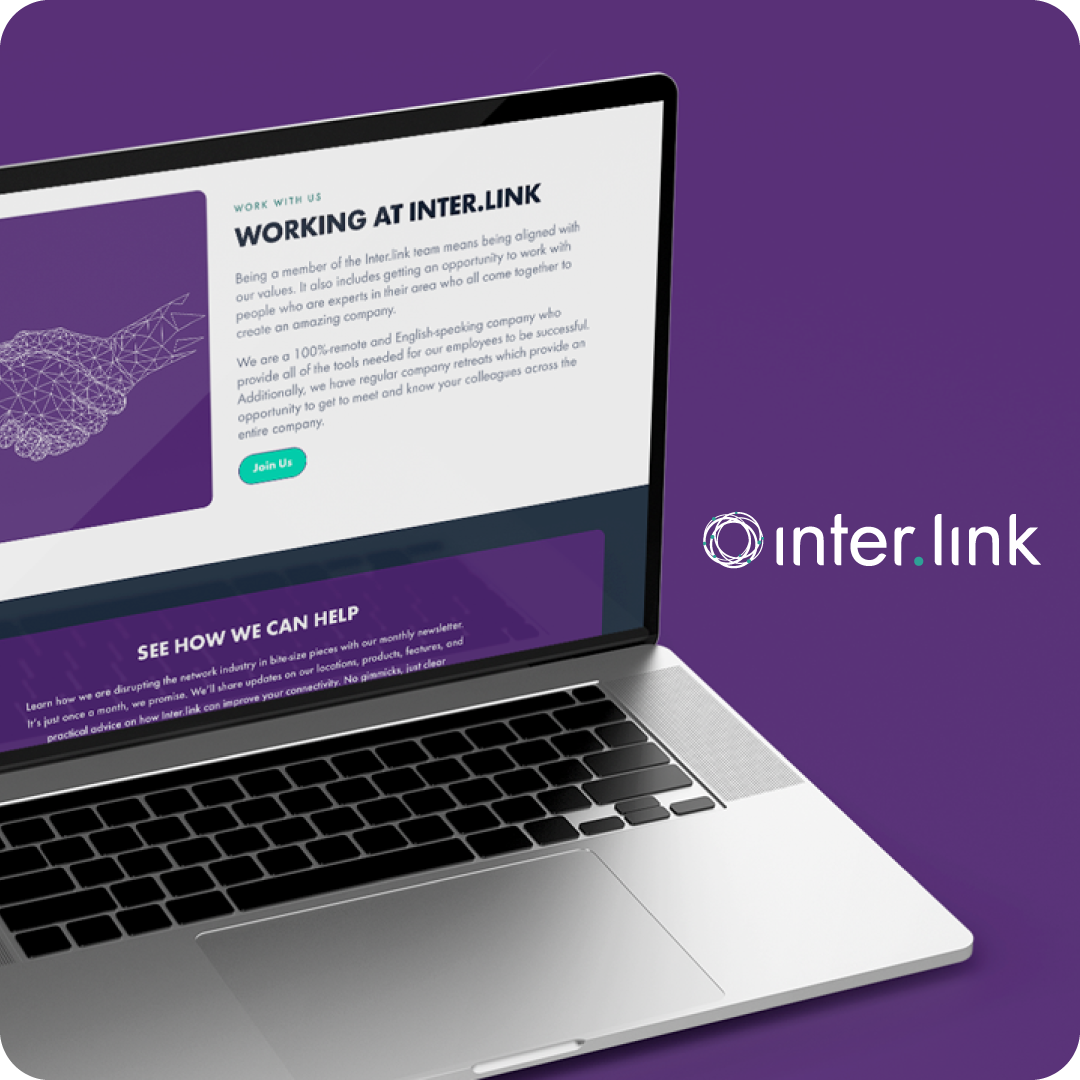 WORK WITH US
WORKING AT INTER.LINK
Being a member of the Inter.link team means being aligned with
our values. It also includes getting an opportunity to work with
people who are experts in their area who all come together to
create an amazing company.
We are a 100%-remote and English-speaking company who
provide all of the tools needed for our employees to be successful.
Additionally, we have regular company retreats which provide an
opportunity to get to meet and know your colleagues across the
entire company.
Join Us
inter.link
SEE HOW WE CAN HELP
Learn how we are disrupting the network industry in bite-size pieces with our monthly newsletter.
It's just once a month, we promise. We'll share updates on our locations, products, features, and
practical advice on how Inter.link can improve your connectivity. No gimmicks, just clear